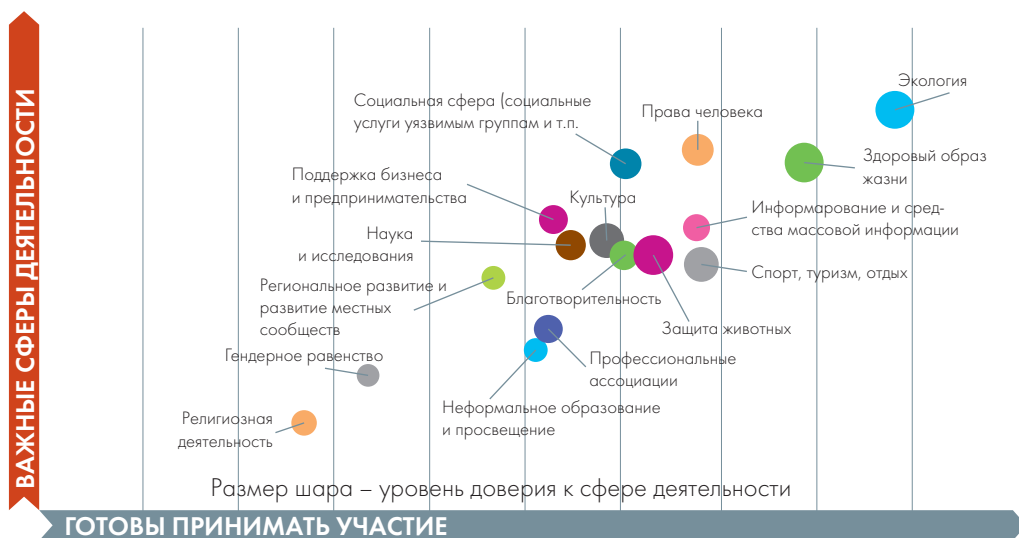 ВАЖНЫЕ СФЕРЫ ДЕЯТЕЛЬНОСТИ
Экология
Социальная сфера (социальные
услуги уязвимым группам и т.п.
Права человека
Здоровый образ
жазни
Поддержка бизнеса
и предпринимательства
Культура
Информарование и сред-
ства массовой информации
Наука
и исследования
Спорт, туризм, отдых
Региональное развитие и
развитие местных
сообществ
Благотворительность
Защита животных
Гендерное равенство
Профессиональные
ассоциации
Неформальное образование
и просвещение
Религиозная
деятельность
Размер шара – уровень доверия к сфере деятельности
ГОТОВЫ ПРИНИМАТЬ УЧАСТИЕ